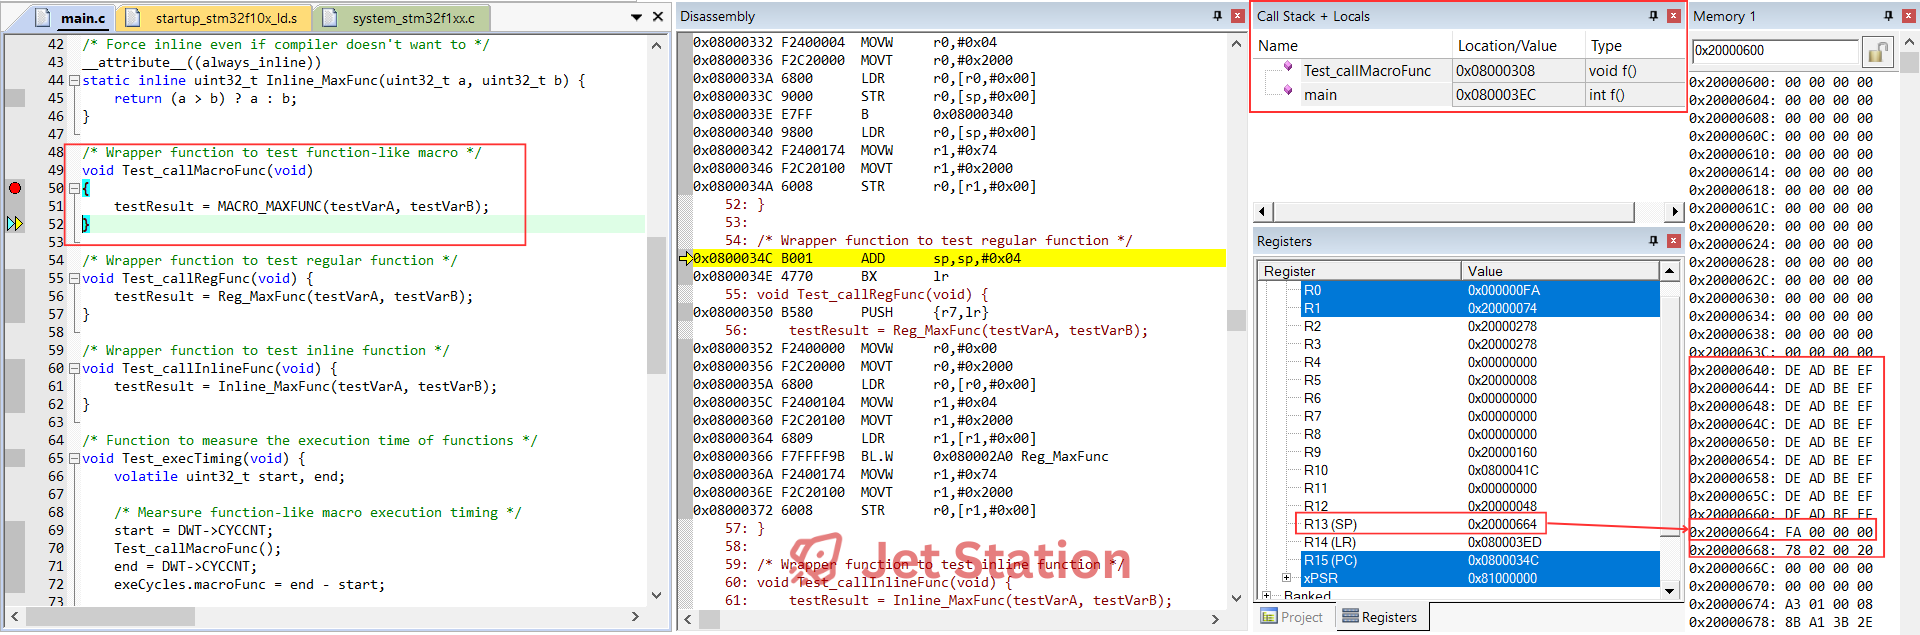 main.c
startup_stm32f10x_ld.s
system_stm32f1xx.c
42 /* Force inline even if compiler doesn't want to */
43 __attribute__((always_inline))
44 static inline uint32_t Inline_MaxFunc(uint32_t a, uint32_t b) {
45 return (a > b) ? a : b;
46 }
47
48 /* Wrapper function to test function-like macro */
49 void Test_callMacroFunc(void)
50 {
51 testResult = MACRO_MAXFUNC(testVarA, testVarB);
52 }
53
54 /* Wrapper function to test regular function */
55 void Test_callRegFunc(void) {
56 testResult = Reg_MaxFunc(testVarA, testVarB);
57 }
58
59 /* Wrapper function to test inline function */
60 void Test_callInlineFunc(void) {
61 testResult = Inline_MaxFunc(testVarA, testVarB);
62 }
63
64 /* Function to measure the execution time of functions */
65 void Test_execTiming(void) {
66 volatile uint32_t start, end;
67
68 /* Mearsure function-like macro execution timing */
69 start = DWT->CYCCNT;
70 Test_callMacroFunc();
71 end = DWT->CYCCNT;
72 exeCycles.macroFunc = end - start;
73
Disassembly
0x08000332 F2400004 MOVW r0,#0x04
0x08000336 F2C20000 MOVT r0,#0x2000
0x0800033A 6800 LDR r0,[r0,#0x00]
0x0800033C 9000 STR r0,[sp,#0x00]
0x0800033E E7FF B 0x08000340
0x08000340 9800 LDR r0,[sp,#0x00]
0x08000342 F2400174 MOVW r1,#0x74
0x08000346 F2C20100 MOVT r1,#0x2000
0x0800034A 6008 STR r0,[r1,#0x00]
52: }
53:
54: /* Wrapper function to test regular function */
0x0800034C B001 ADD sp,sp,#0x04
0x0800034E 4770 BX lr
55: void Test_callRegFunc(void) {
0x08000350 B580 PUSH {r7,lr}
56: testResult = Reg_MaxFunc(testVarA, testVarB);
0x08000352 F2400000 MOVW r0,#0x00
0x08000356 F2C20000 MOVT r0,#0x2000
0x0800035A 6800 LDR r0,[r0,#0x00]
0x0800035C F2400104 MOVW r1,#0x04
0x08000360 F2C20100 MOVT r1,#0x2000
0x08000364 6809 LDR r1,[r1,#0x00]
0x08000366 F7FFFF9B BL.W 0x080002A0 Reg_MaxFunc
0x0800036A F2400174 MOVW r1,#0x74
0x0800036E F2C20100 MOVT r1,#0x2000
0x08000372 6008 STR r0,[r1,#0x00]
57: }
58:
59: /* Wrapper function to test inline function */
60: void Test_callInlineFunc(void) {
61: testResult = Inline_MaxFunc(testVarA, testVarB);
Jet Station
Call Stack + Locals
Name Location/Value Type
Test_callMacroFunc 0x08000308 void f()
main 0x080003EC int f()
Registers
Register Value
R0 0x000000FA
R1 0x20000074
R2 0x20000278
R3 0x20000278
R4 0x00000000
R5 0x20000008
R6 0x00000000
R7 0x00000000
R8 0x00000000
R9 0x20000160
R10 0x0800041C
R11 0x00000000
R12 0x20000048
R13 (SP) 0x20000664
R14 (LR) 0x080003ED
R15 (PC) 0x0800034C
xPSR 0x81000000
Banked
Project
Registers
Memory 1
0x20000600
0x20000600: 00 00 00 00
0x20000604: 00 00 00 00
0x20000608: 00 00 00 00
0x2000060C: 00 00 00 00
0x20000610: 00 00 00 00
0x20000614: 00 00 00 00
0x20000618: 00 00 00 00
0x2000061C: 00 00 00 00
0x20000620: 00 00 00 00
0x20000624: 00 00 00 00
0x20000628: 00 00 00 00
0x2000062C: 00 00 00 00
0x20000630: 00 00 00 00
0x20000634: 00 00 00 00
0x20000638: 00 00 00 00
0x2000063C: 00 00 00 00
0x20000640: DE AD BE EF
0x20000644: DE AD BE EF
0x20000648: DE AD BE EF
0x2000064C: DE AD BE EF
0x20000650: DE AD BE EF
0x20000654: DE AD BE EF
0x20000658: DE AD BE EF
0x2000065C: DE AD BE EF
0x20000660: DE AD BE EF
0x20000664: FA 00 00 00
0x20000668: 78 02 00 20
0x2000066C: 00 00 00 00
0x20000670: 00 00 00 00
0x20000674: A3 01 00 08
0x20000678: 8B A1 3B 2E